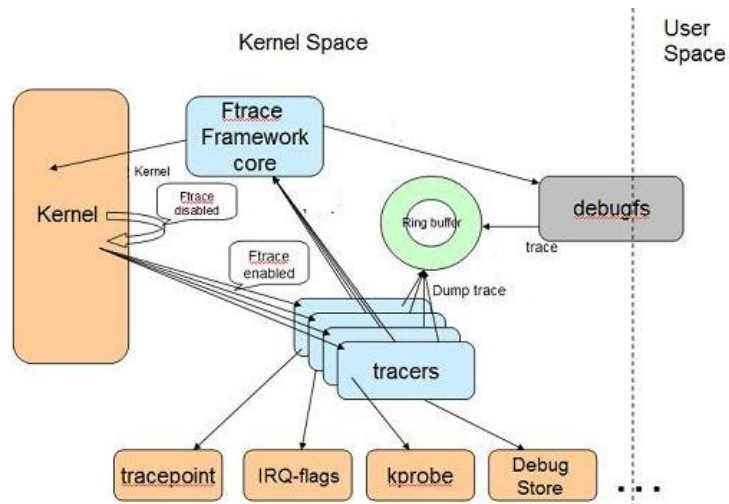 Kernel Space
User
Space
Ftrace
Framework
core
Kernel
Kernel
Ftrace
disabled
Ring buffer
debugfs
trace
Ftrace
enabled
Dump trace
tracers
tracepoint
IRQ-flags
kprobe
Debug
Store
...